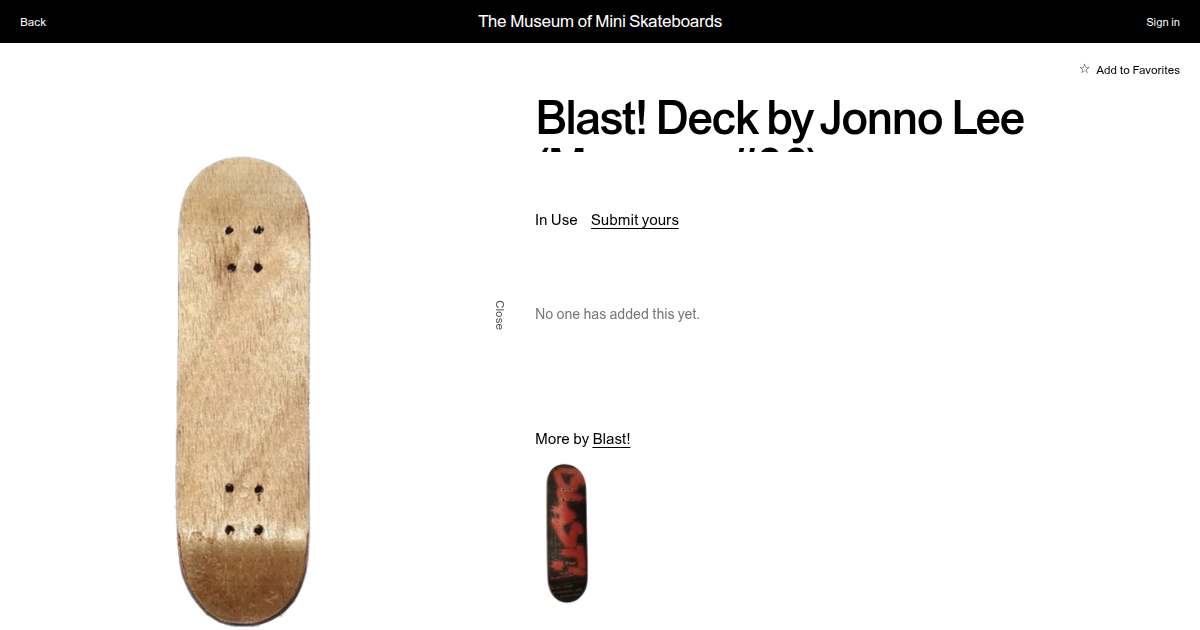 Back
The Museum of Mini Skateboards
Sign in
☆ Add to Favorites
Blast! Deck by Jonno Lee
In Use Submit yours
Close
No one has added this yet.
More by Blast!